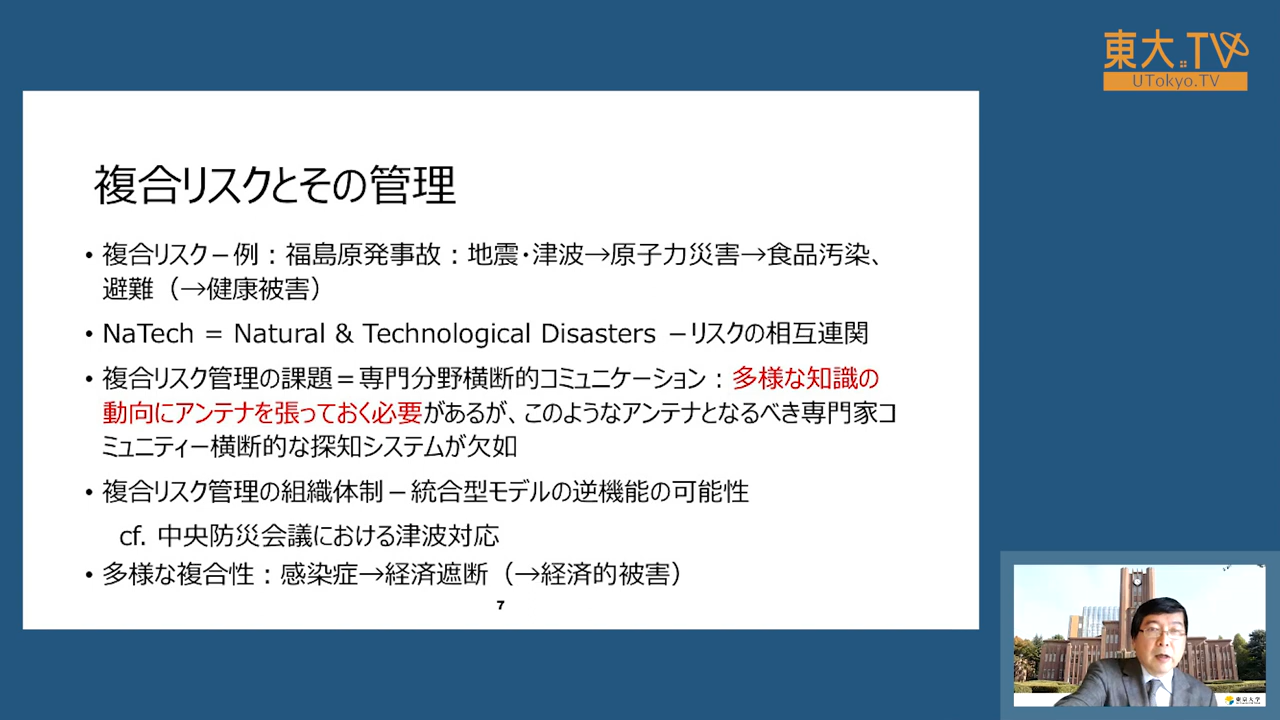 東大.TV
UTokyo.TV
複合リスクとその管理
• 複合リスク－例：福島原発事故：地震･津波→原子力災害→食品汚染、
避難（→健康被害）
• NaTech = Natural & Technological Disasters －リスクの相互連関
• 複合リスク管理の課題＝専門分野横断的コミュニケーション：多様な知識の
動向にアンテナを張っておく必要があるが、このようなアンテナとなるべき専門家コ
ミュニティー横断的な探知システムが欠如
• 複合リスク管理の組織体制－統合型モデルの逆機能の可能性
cf. 中央防災会議における津波対応
• 多様な複合性：感染症→経済遮断（→経済的被害）
7
東京大学